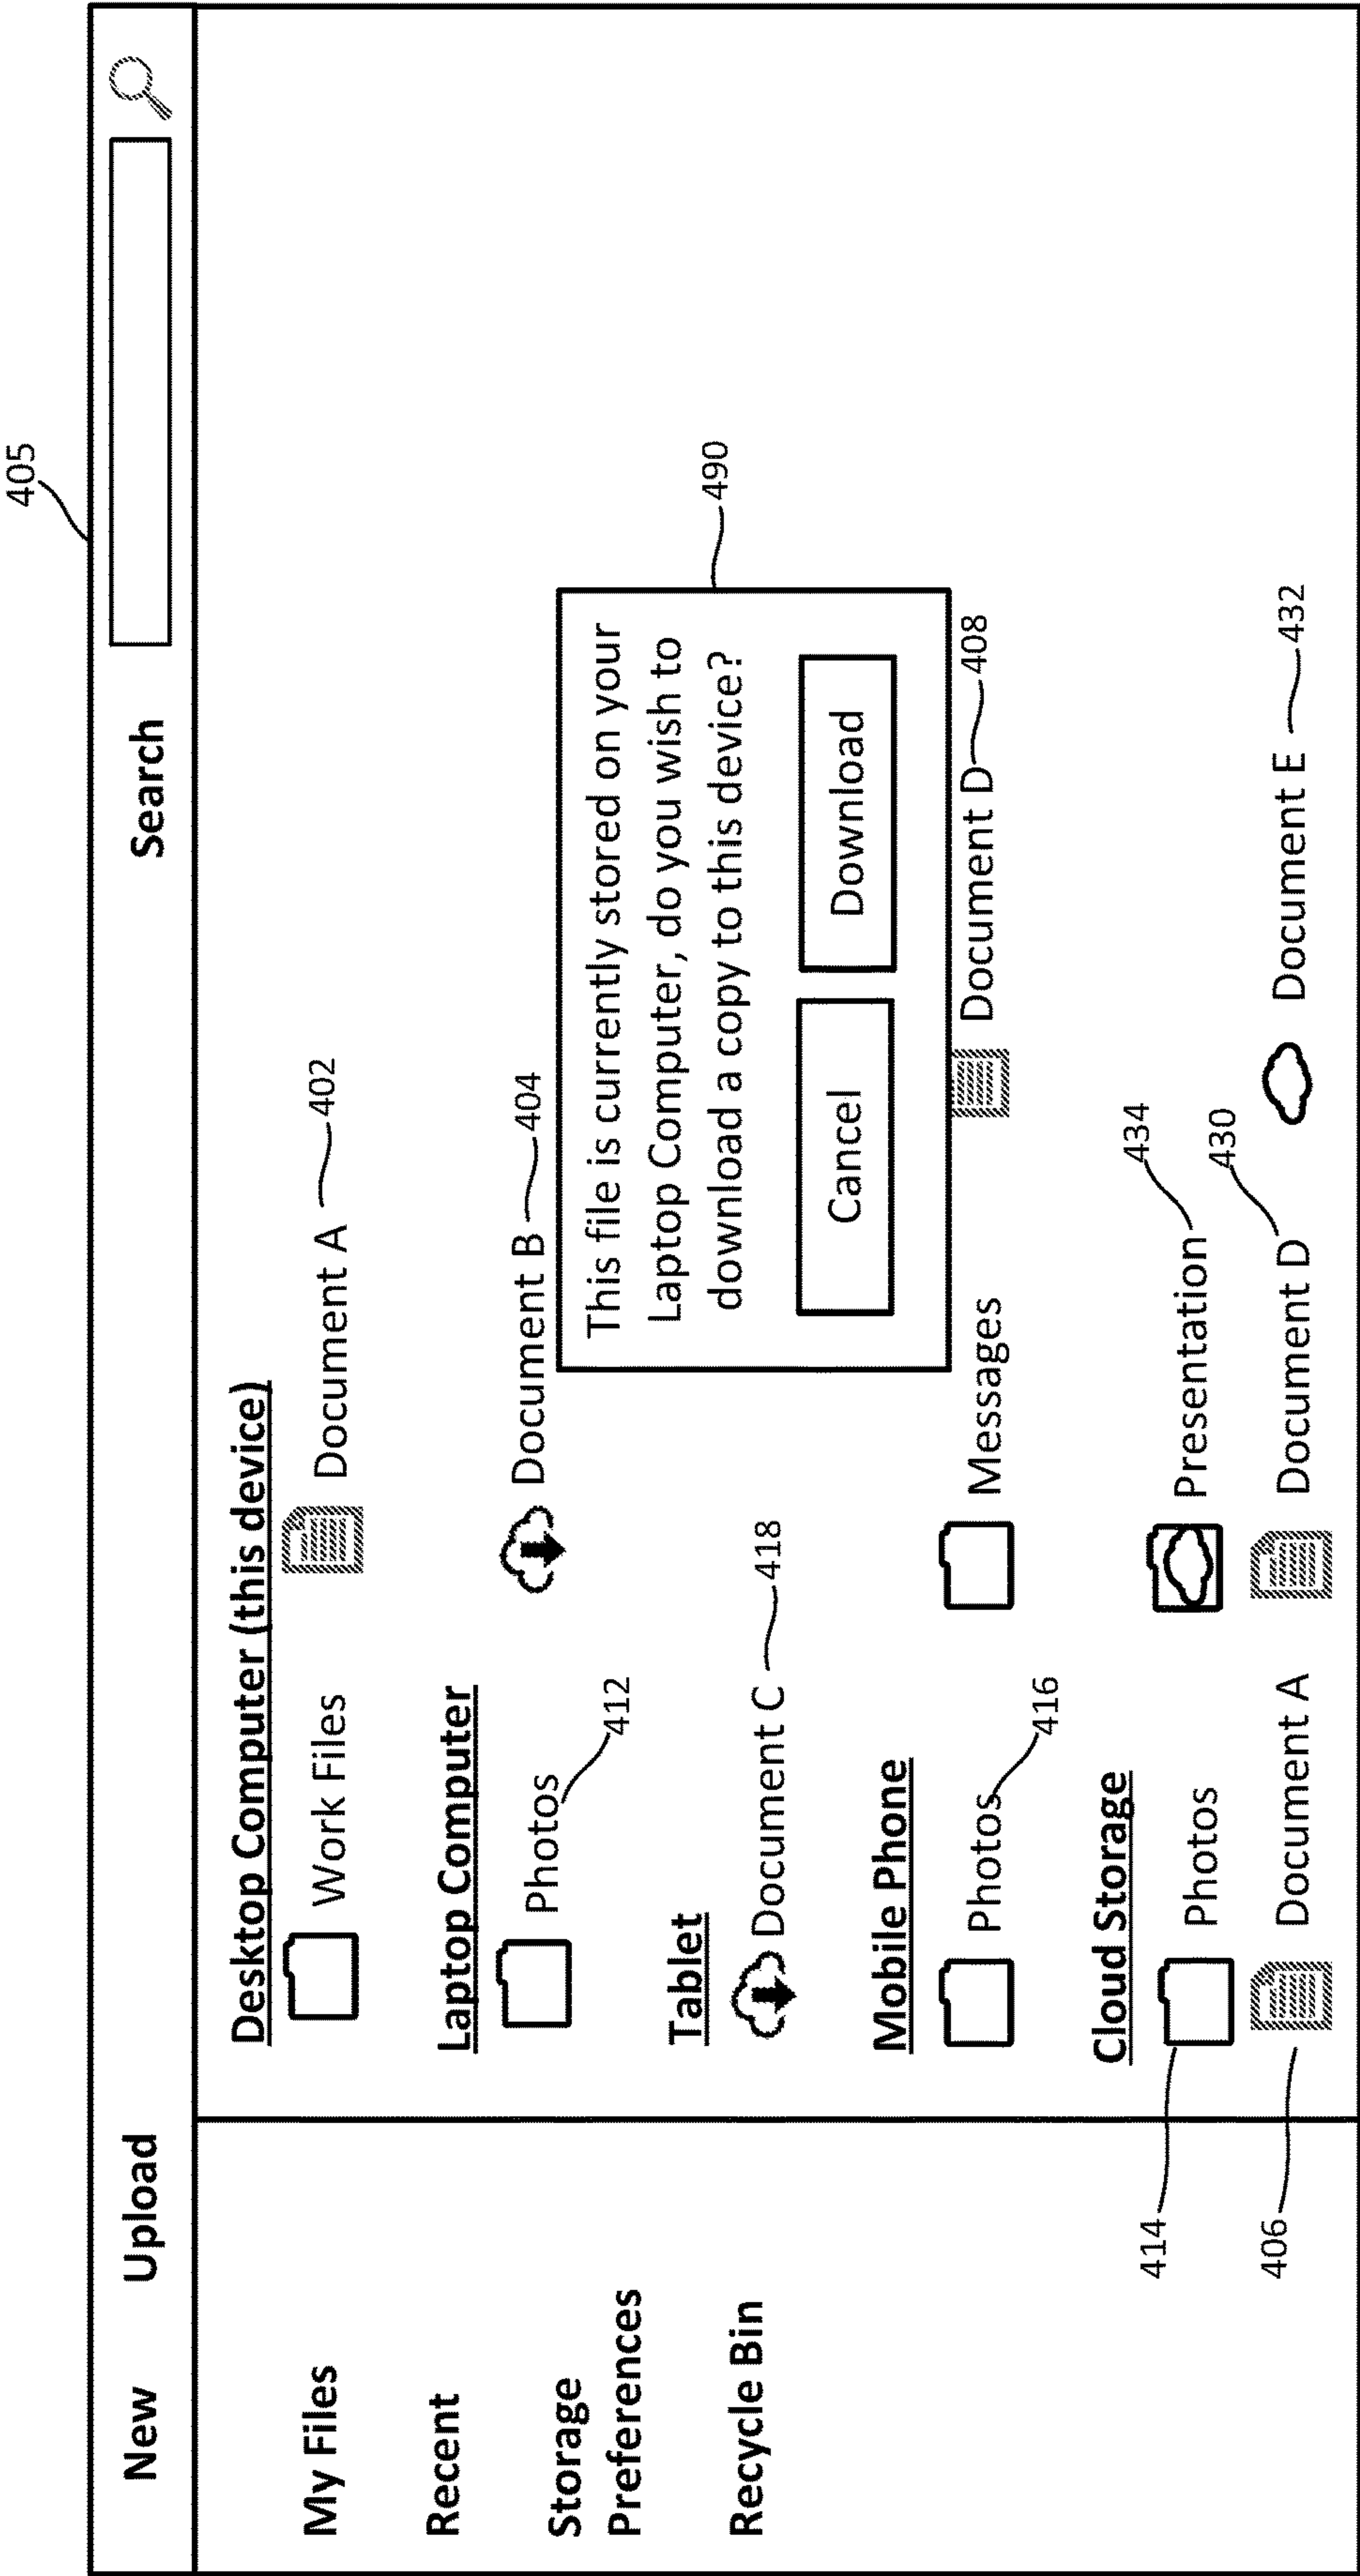 405
New Upload Search
My Files
Recent
Storage
Preferences
Recycle Bin
Desktop Computer (this device)
Work Files Document A 402
Laptop Computer
Photos Document B 404
412
This file is currently stored on your
Laptop Computer, do you wish to
download a copy to this device?
Cancel Download
490
Tablet
Document C 418
Mobile Phone
Photos Messages Document D 408
416
Cloud Storage
414 Photos Presentation 434
430
406 Document A Document D Document E 432